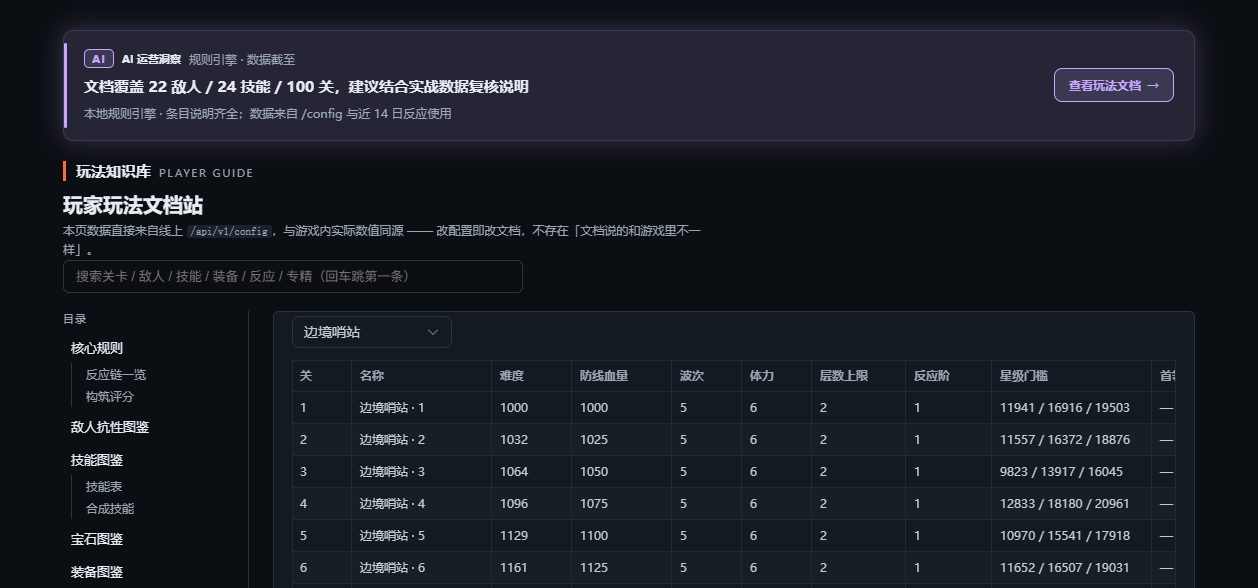 AI AI 运营洞察 规则引擎 · 数据截至
文档覆盖 22 敌人 / 24 技能 / 100 关，建议结合实战数据复核说明
本地规则引擎 · 条目说明齐全；数据来自 /config 与近 14 日反应使用
查看玩法文档 →
玩法知识库 PLAYER GUIDE
玩家玩法文档站
本页数据直接来自线上 /api/v1/config，与游戏内实际数值同源 —— 改配置即改文档，不存在「文档说的和游戏里不一
样」。
搜索关卡 / 敌人 / 技能 / 装备 / 反应 / 专精（回车跳第一条）
目录
核心规则
反应链一览
构筑评分
敌人抗性图鉴
技能图鉴
技能表
合成技能
宝石图鉴
装备图鉴
边境哨站
关 名称 难度 防线血量 波次 体力 层数上限 反应阶 星级门槛 首
1 边境哨站 · 1 1000 1000 5 6 2 1 11941 / 16916 / 19503 —
2 边境哨站 · 2 1032 1025 5 6 2 1 11557 / 16372 / 18876 —
3 边境哨站 · 3 1064 1050 5 6 2 1 9823 / 13917 / 16045 —
4 边境哨站 · 4 1096 1075 5 6 2 1 12833 / 18180 / 20961 —
5 边境哨站 · 5 1129 1100 5 6 2 1 10970 / 15541 / 17918 —
6 边境哨站 · 6 1161 1125 5 6 2 1 11652 / 16507 / 19031 —